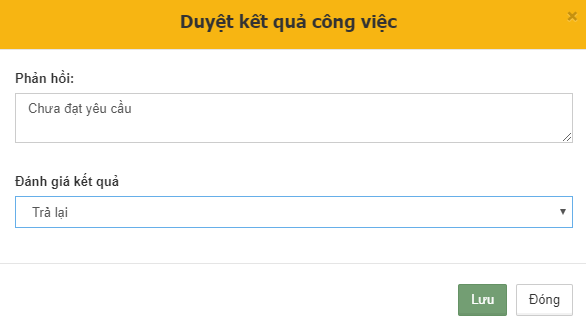 Duyệt kết quả công việc
Phản hồi:
Chưa đạt yêu cầu
Đánh giá kết quả
Trả lại
Lưu
Đóng